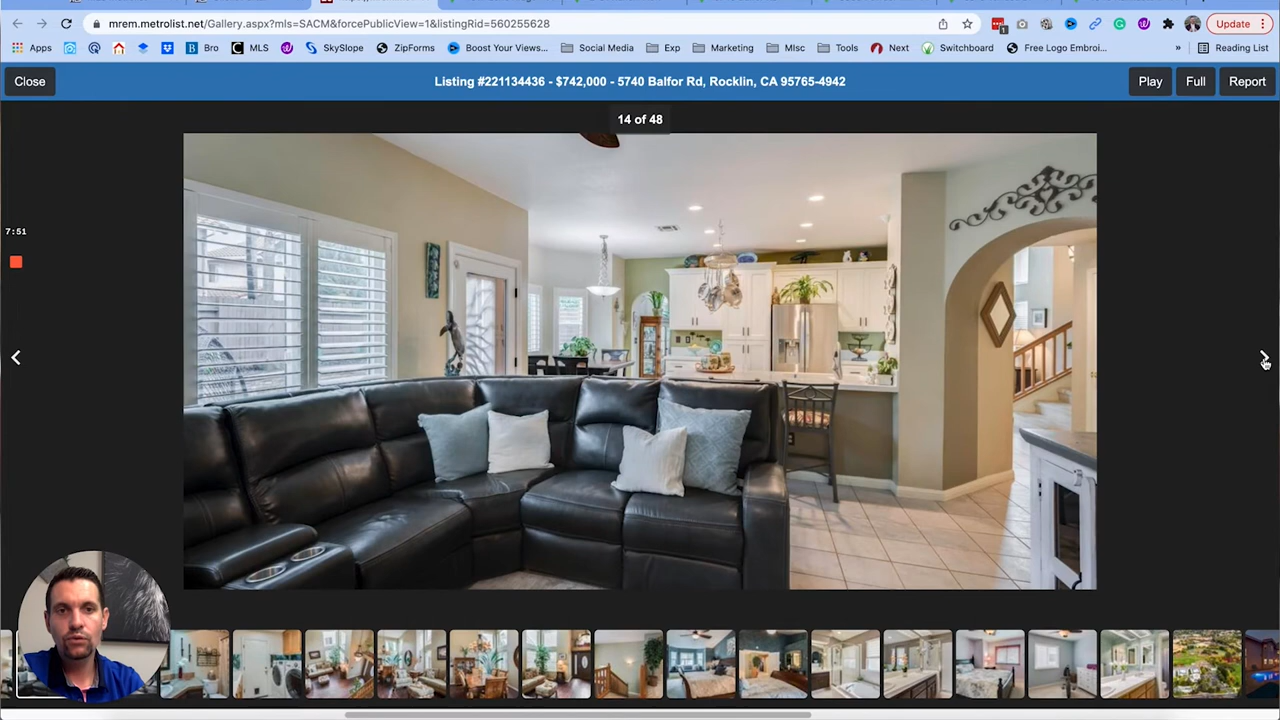 mrem.metrolist.net/Gallery.aspx?mls=SACM&forcePublicView=1&listingRid=560255628
Update
Apps
Bro
MLS
SkySlope
ZipForms
Boost Your Views...
Social Media
Exp
Marketing
MIsc
Tools
Next
Switchboard
Free Logo Embroi...
»
Reading List
Close
Listing #221134436 - $742,000 - 5740 Balfor Rd, Rocklin, CA 95765-4942
Play
Full
Report
14 of 48
7:51